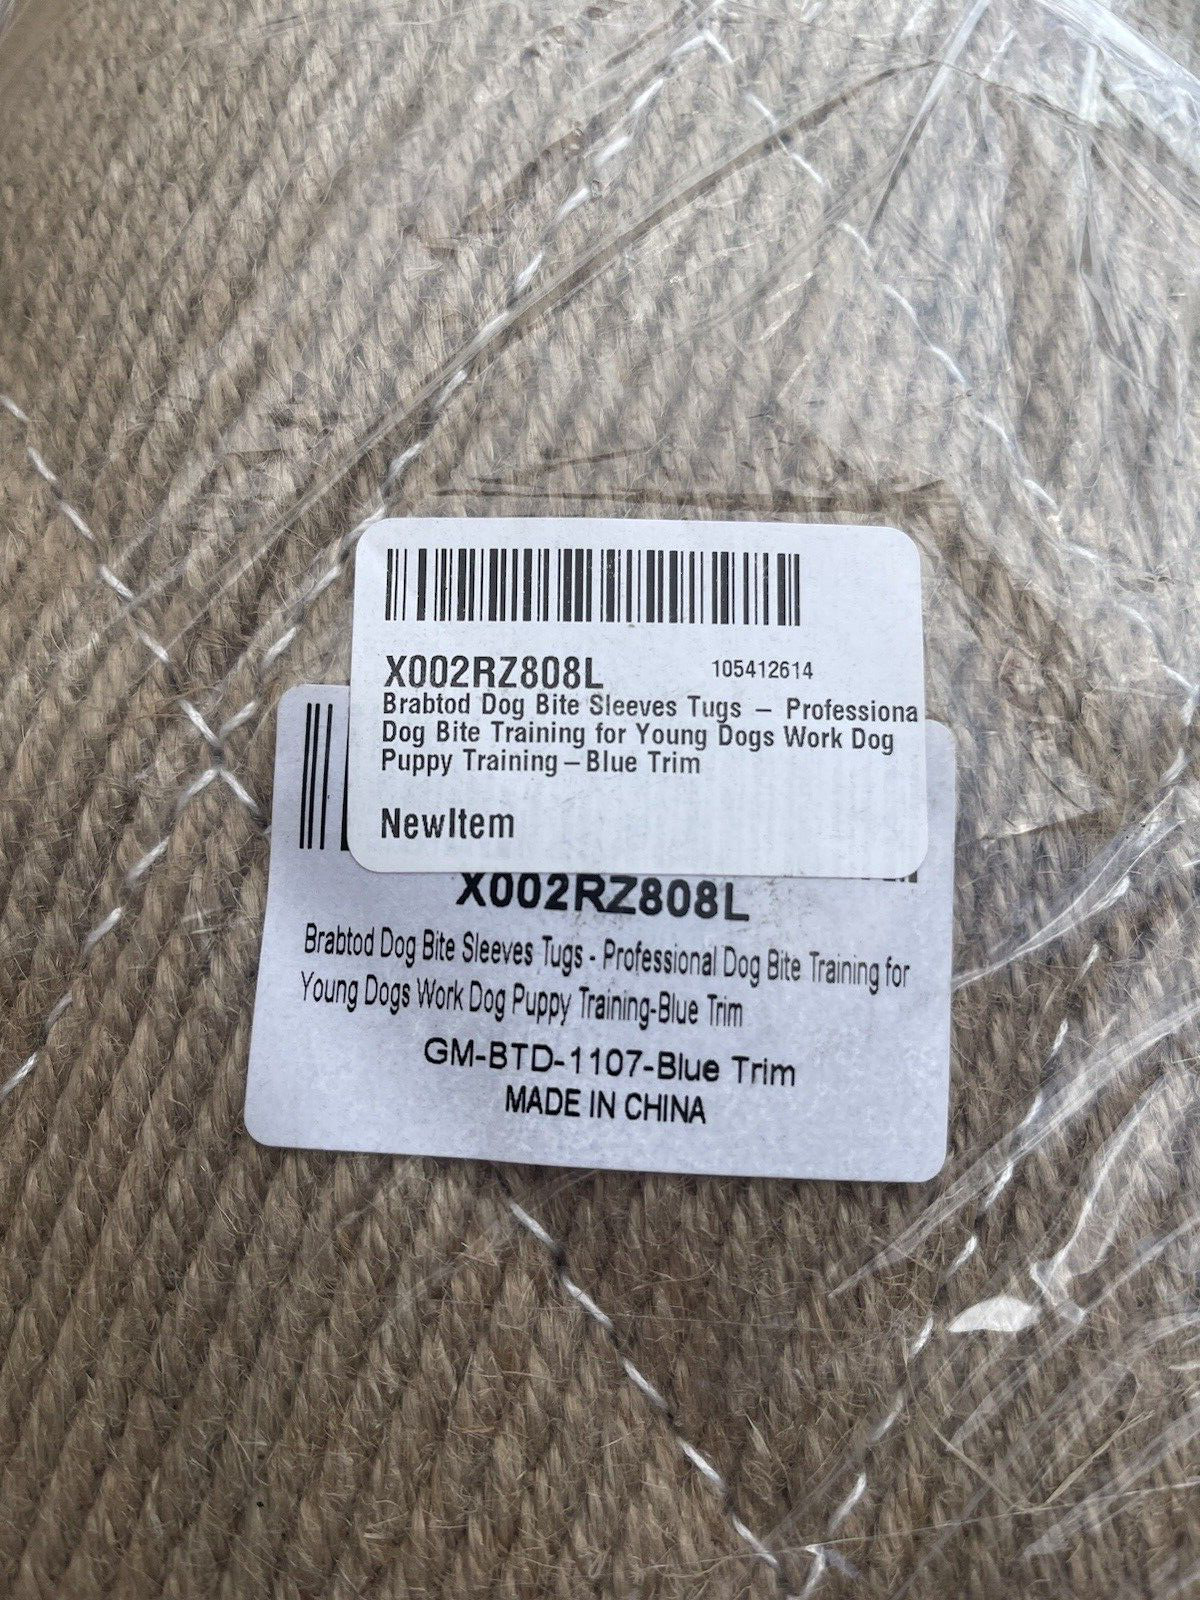 X002RZ808L 105412614
Brabtod Dog Bite Sleeves Tugs – Professiona
Dog Bite Training for Young Dogs Work Dog
Puppy Training – Blue Trim
NewItem
X002RZ808L
Brabtod Dog Bite Sleeves Tugs - Professional Dog Bite Training for
Young Dogs Work Dog Puppy Training-Blue Trim
GM-BTD-1107-Blue Trim
MADE IN CHINA